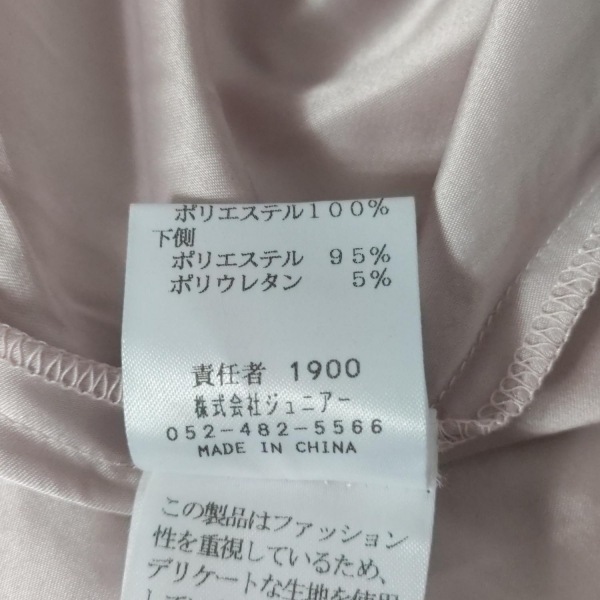 ポリエステル100%
下側
ポリエステル 95%
ポリウレタン 5%
責任者 1900
株式会社ジュニアー
052-482-5566
MADE IN CHINA
この製品はファッション
性を重視しているため、
デリケートな生地を使用